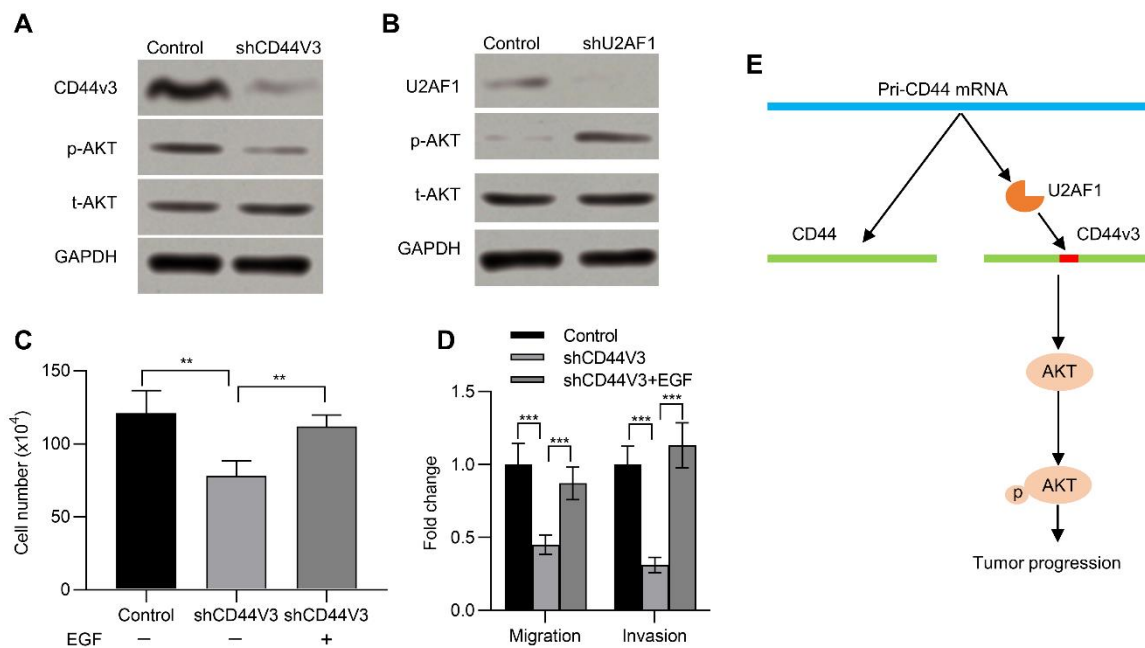 A
Control shCD44V3
CD44v3
p-AKT
t-AKT
GAPDH
B
Control shU2AF1
U2AF1
p-AKT
t-AKT
GAPDH
C
Cell number (x10⁴)
150
100
50
0
** **
Control shCD44V3 shCD44V3
EGF − − +
D
Control
shCD44V3
shCD44V3+EGF
Fold change
1.5
1.0
0.5
0.0
*** *** *** ***
Migration Invasion
E
Pri-CD44 mRNA
U2AF1
CD44 CD44v3
AKT
p AKT
Tumor progression